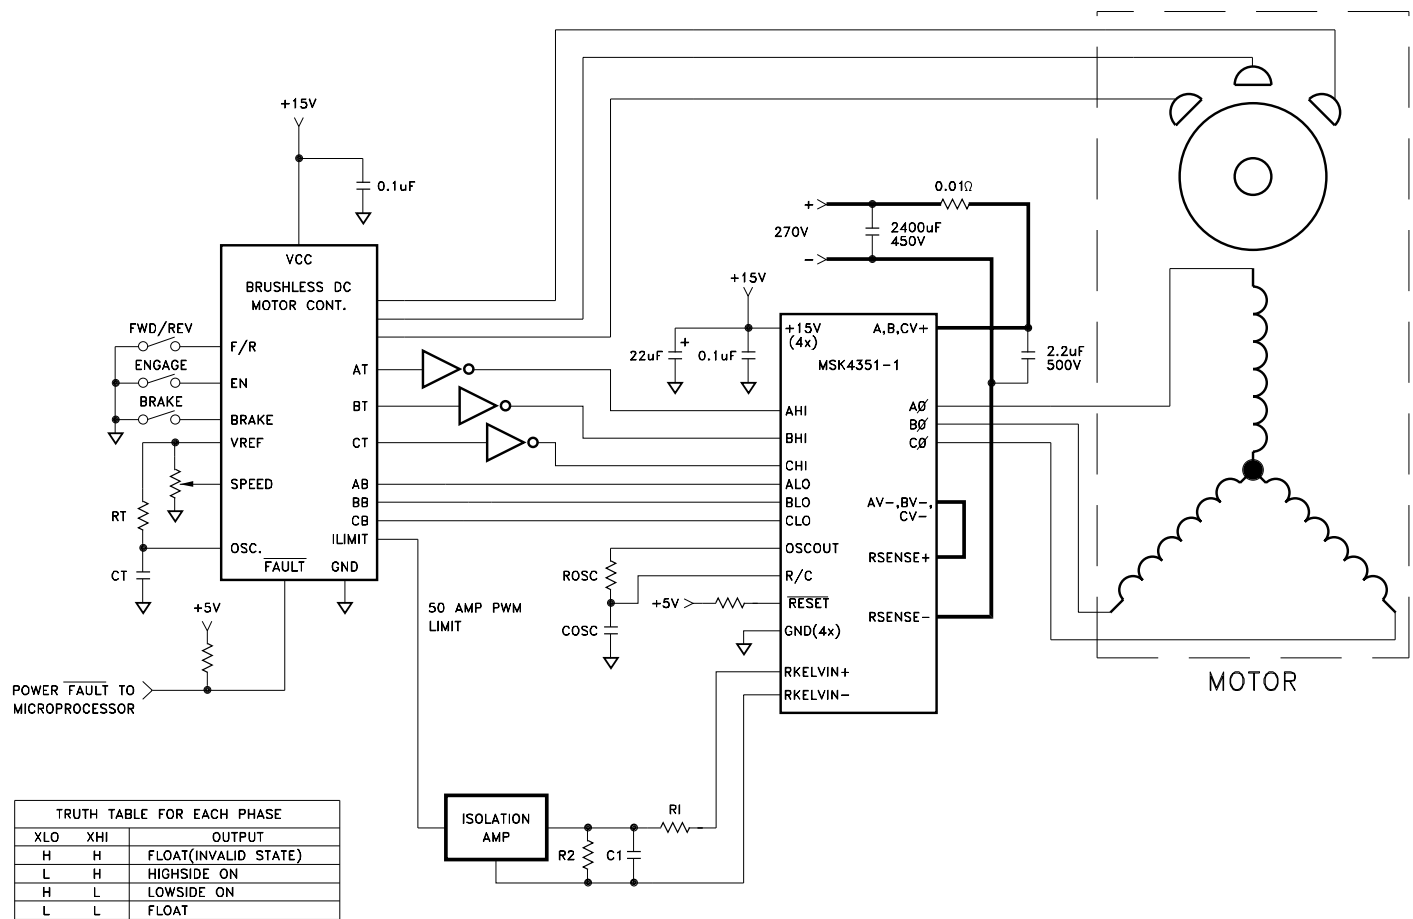 +15V
0.1uF
VCC
BRUSHLESS DC
MOTOR CONT.
FWD/REV
F/R
ENGAGE
EN
BRAKE
BRAKE
VREF
SPEED
RT
OSC.
CT
FAULT
GND
AT
BT
CT
AB
BB
CB
ILIMIT
+5V
POWER FAULT TO
MICROPROCESSOR
50 AMP PWM
LIMIT
0.01Ω
+
270V
2400uF
450V
-
+15V
22uF
+
0.1uF
+15V
(4x)
A,B,CV+
MSK4351-1
2.2uF
500V
AØ
BØ
CØ
AHI
BHI
CHI
ALO
BLO
CLO
AV-,BV-,
CV-
OSCOUT
RSENSE+
R/C
ROSC
+5V
RESET
RSENSE-
COSC
GND(4x)
RKELVIN+
RKELVIN-
MOTOR
ISOLATION
AMP
R1
R2
C1
TRUTH TABLE FOR EACH PHASE
XLO XHI OUTPUT
H H FLOAT(INVALID STATE)
L H HIGHSIDE ON
H L LOWSIDE ON
L L FLOAT